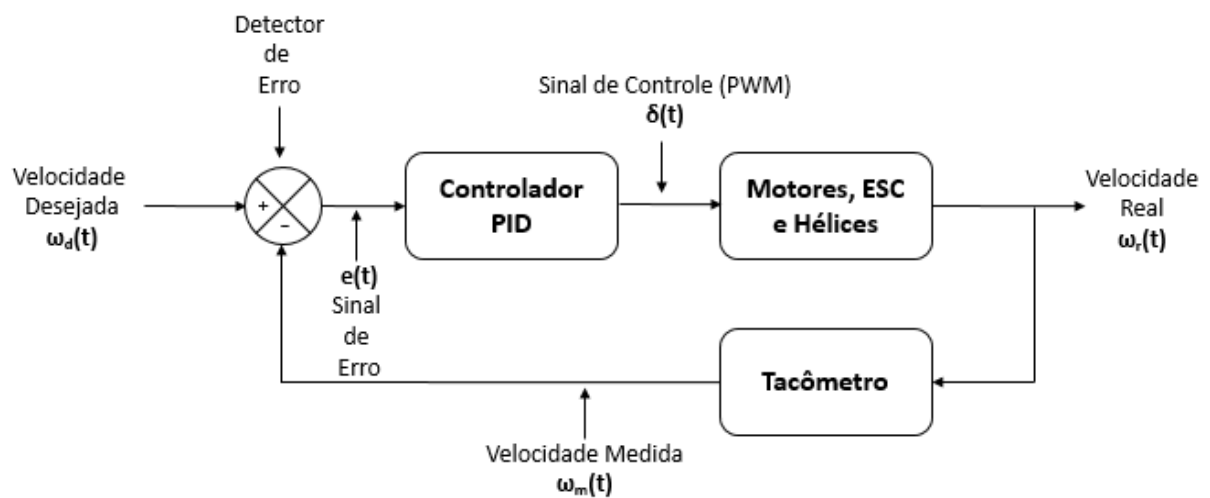 Detector
de
Erro
Sinal de Controle (PWM)
δ(t)
Velocidade
Desejada
ω_d(t)
+
-
Controlador
PID
Motores, ESC
e Hélices
Velocidade
Real
ω_r(t)
e(t)
Sinal
de
Erro
Tacômetro
Velocidade Medida
ω_m(t)